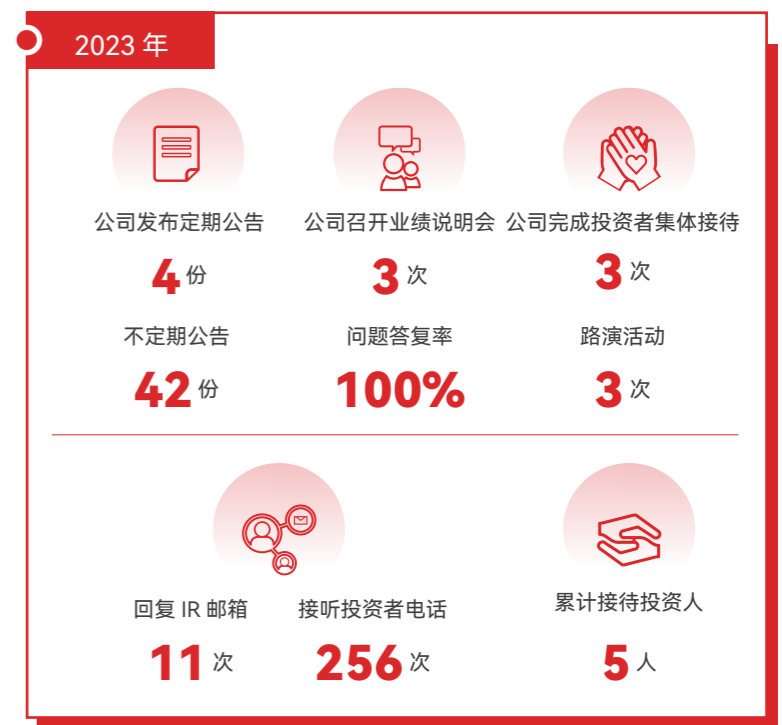 2023 年
公司发布定期公告
4 份
不定期公告
42 份
公司召开业绩说明会
3 次
问题答复率
100%
公司完成投资者集体接待
3 次
路演活动
3 次
回复 IR 邮箱
11 次
接听投资者电话
256 次
累计接待投资人
5 人